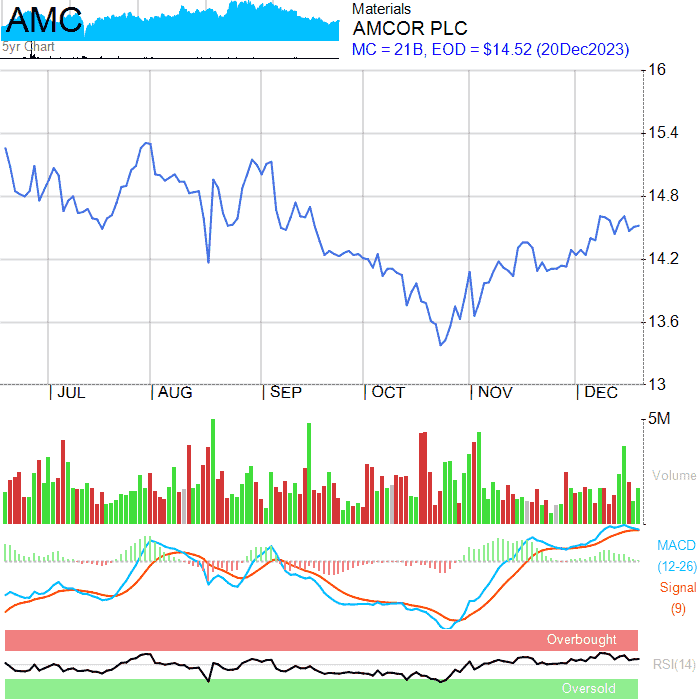 AMC
5yr Chart
Materials
AMCOR PLC
MC = 21B, EOD = $14.52 (20Dec2023)
16
15.4
14.8
14.2
13.6
13
| JUL | AUG | SEP | OCT | NOV | DEC
5M
Volume
MACD
(12-26)
Signal
(9)
Overbought
RSI(14)
Oversold